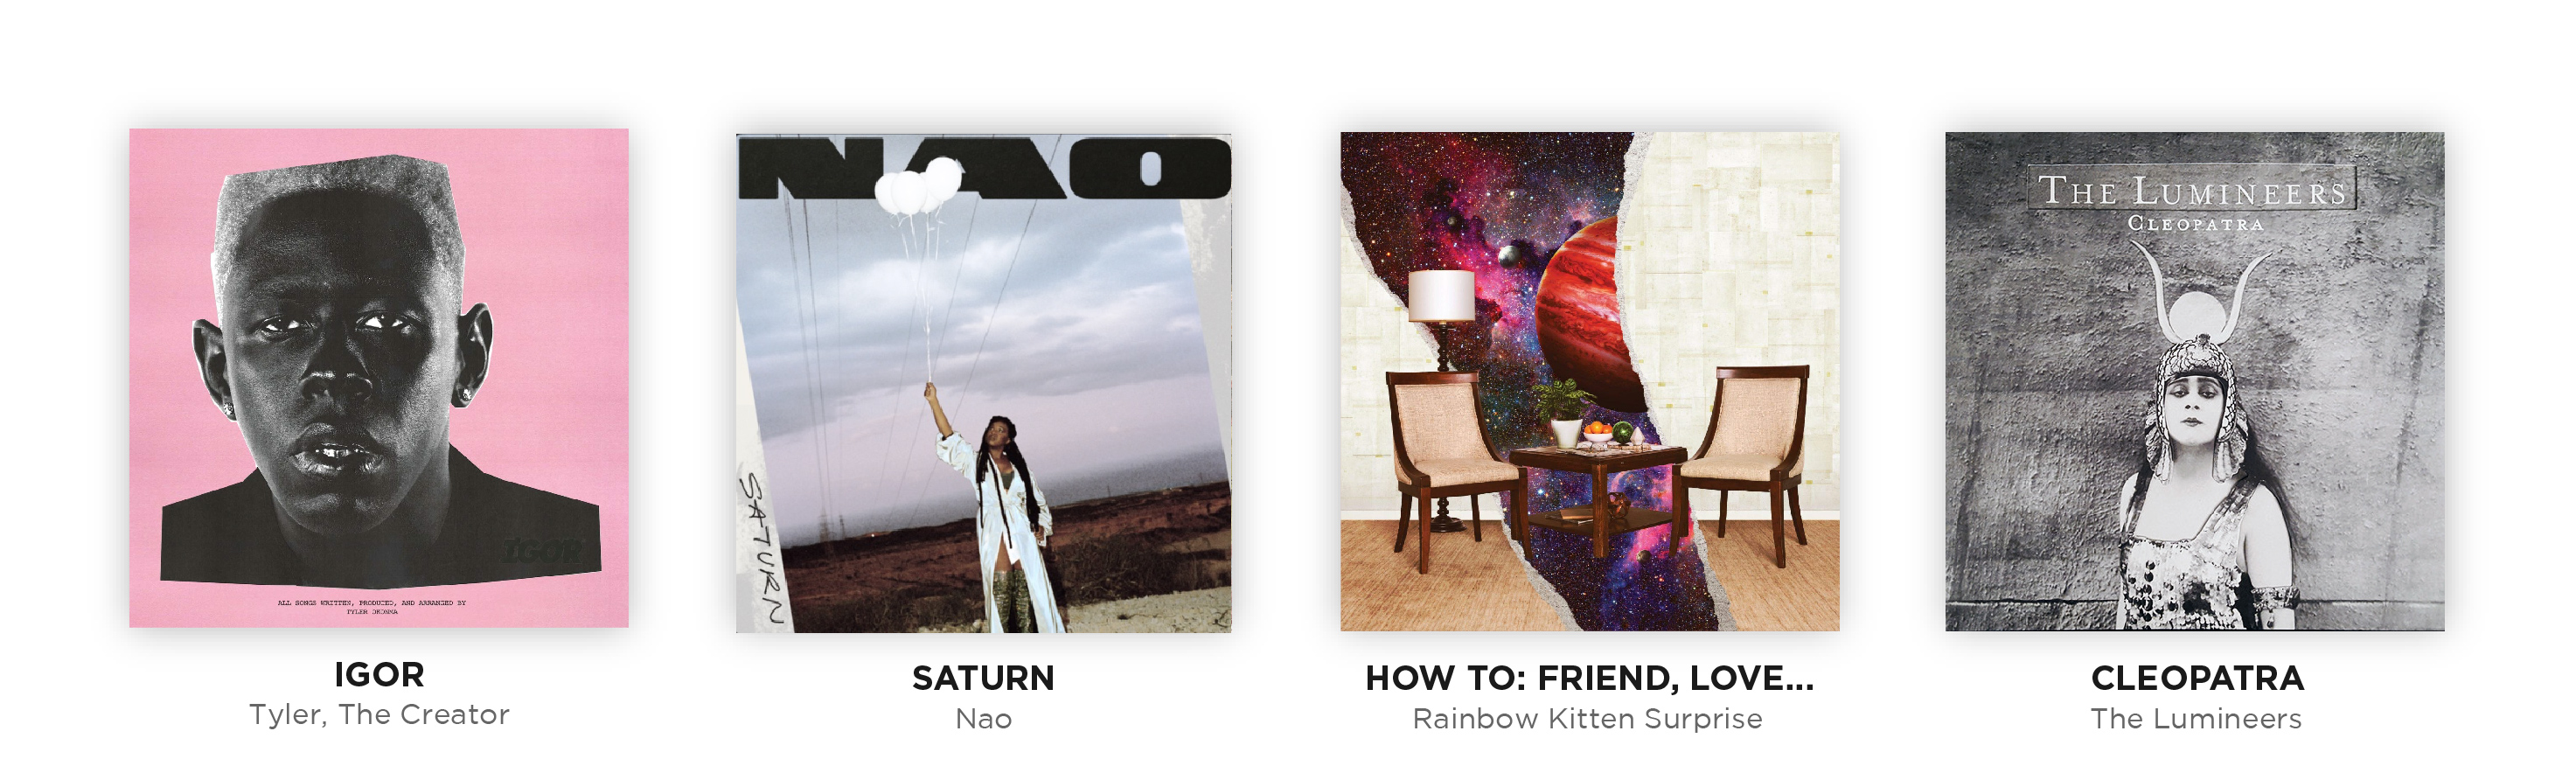 IGOR
ALL SONGS WRITTEN, PRODUCED, AND ARRANGED BY
TYLER OKONMA
IGOR
Tyler, The Creator
NAO
SATURN
SATURN
Nao
HOW TO: FRIEND, LOVE...
Rainbow Kitten Surprise
THE LUMINEERS
CLEOPATRA
CLEOPATRA
The Lumineers